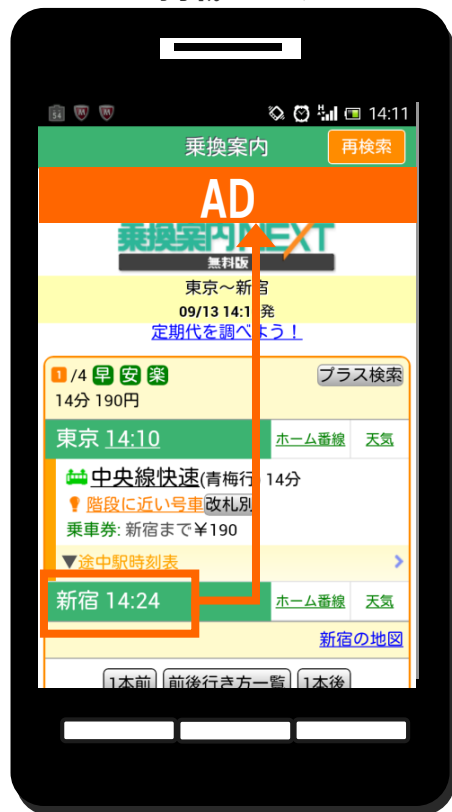 14:11
乗換案内
再検索
AD
乗換案内NEXT
無料版
東京～新宿
09/13 14:1 発
定期代を調べよう！
1 /4 早 安 楽
プラス検索
14分 190円
東京 14:10
ホーム番線 天気
中央線快速(青梅行) 14分
階段に近い号車 改札別
乗車券: 新宿まで￥190
▼途中駅時刻表
新宿 14:24
ホーム番線 天気
新宿の地図
1本前 前後行き方一覧 1本後